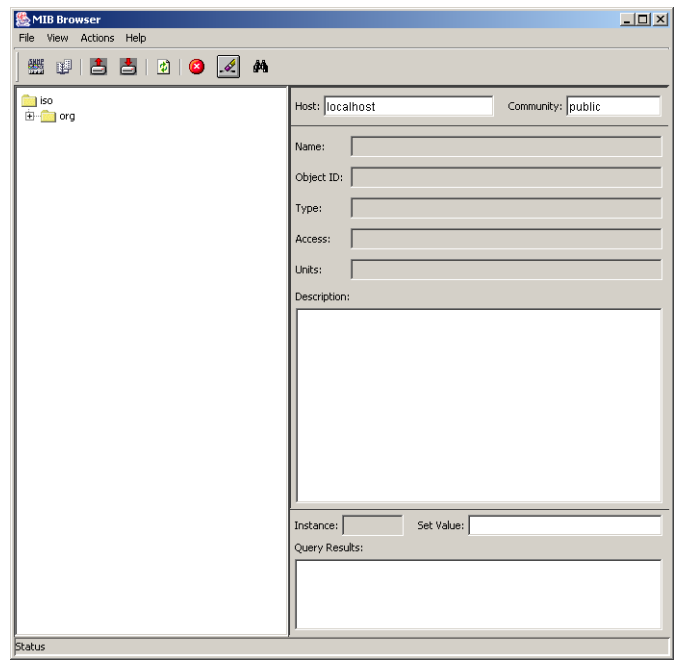 MIB Browser
File View Actions Help
iso
org
Host: localhost Community: public
Name:
Object ID:
Type:
Access:
Units:
Description:
Instance: Set Value:
Query Results:
Status